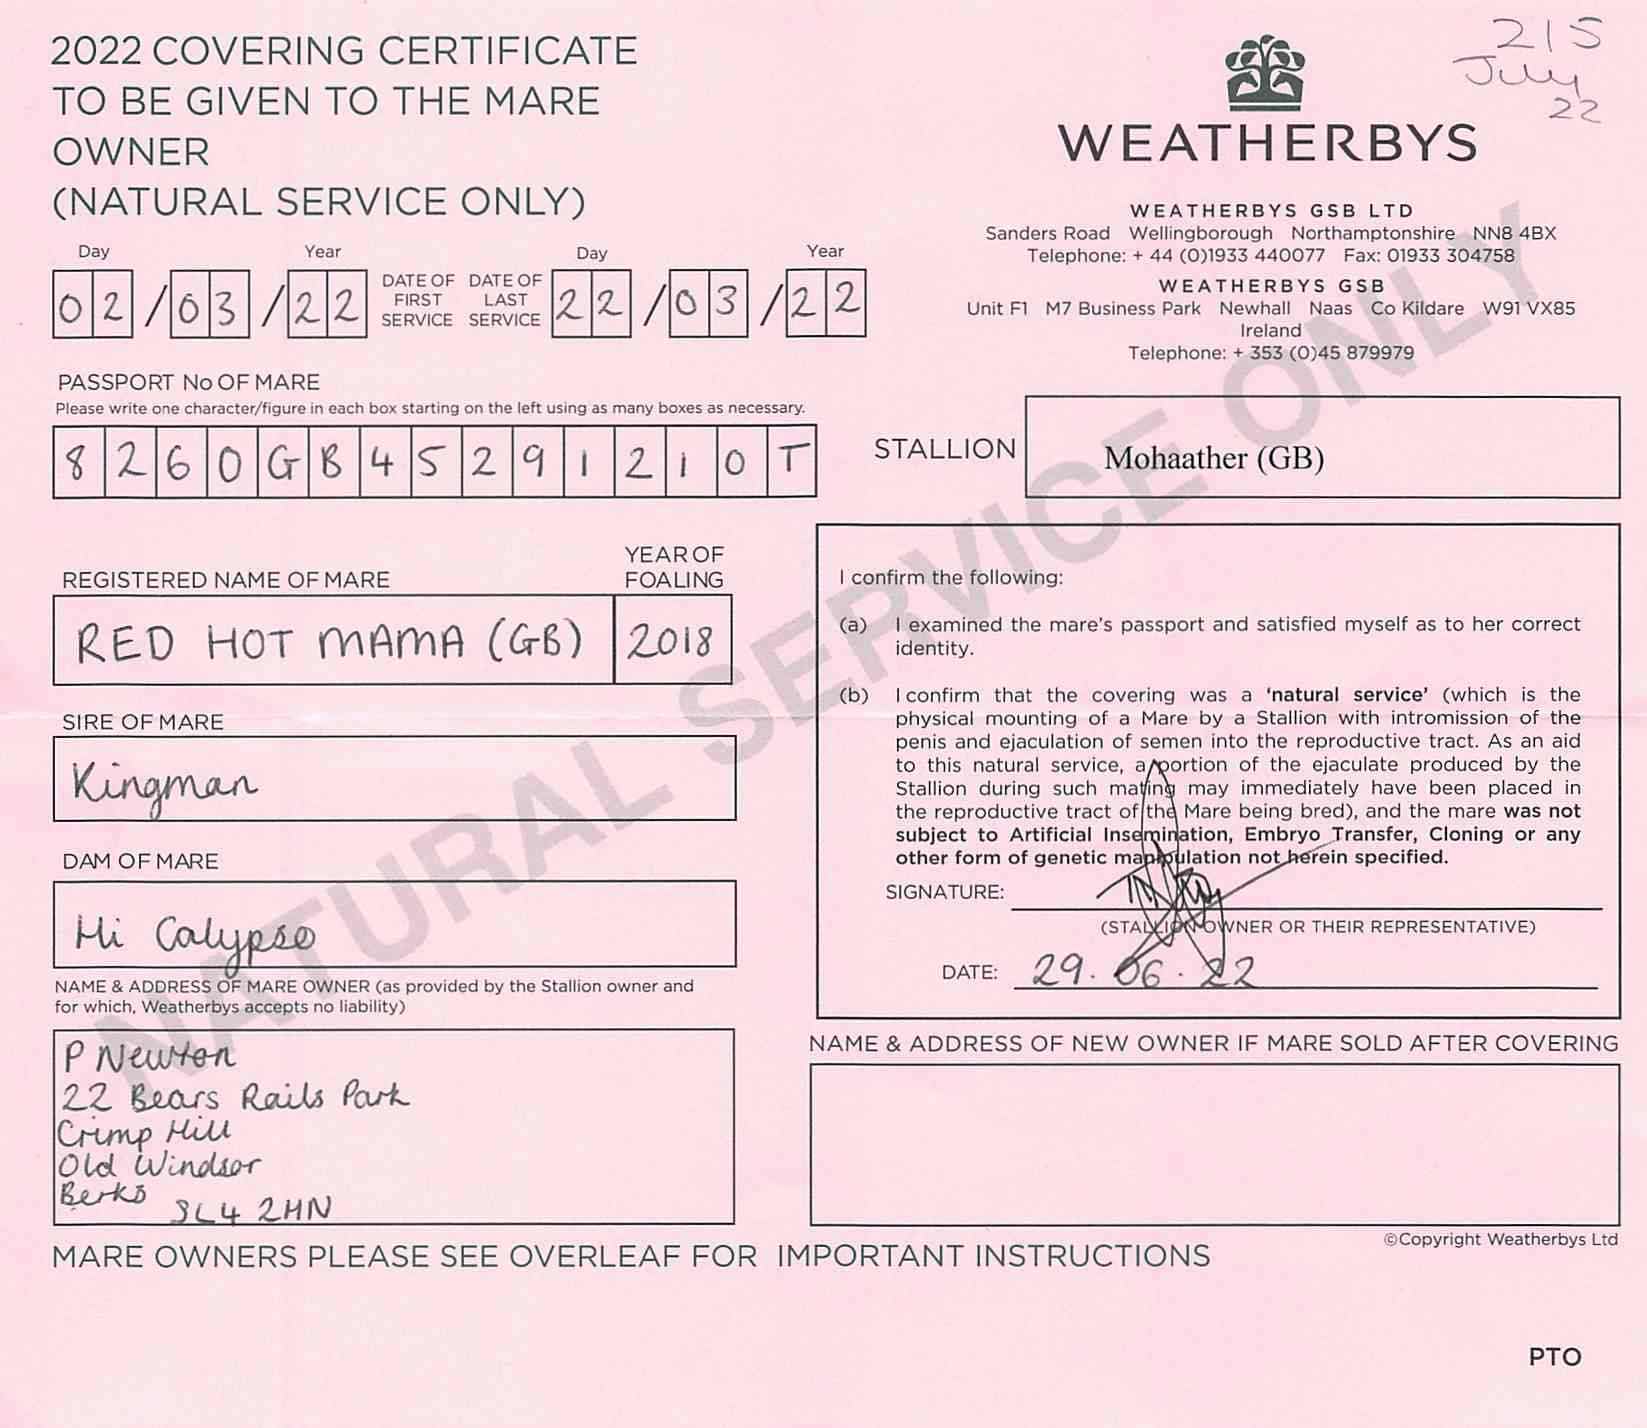 2022 COVERING CERTIFICATE
TO BE GIVEN TO THE MARE
OWNER
(NATURAL SERVICE ONLY)
215
July
22
WEATHERBYS
WEATHERBYS GSB LTD
Sanders Road Wellingborough Northamptonshire NN8 4BX
Telephone: + 44 (0)1933 440077 Fax: 01933 304758
WEATHERBYS GSB
Unit F1 M7 Business Park Newhall Naas Co Kildare W91 VX85
Ireland
Telephone: + 353 (0)45 879979
Day Year Day Year
02/03/22 DATE OF FIRST SERVICE DATE OF LAST SERVICE 22/03/22
PASSPORT No OF MARE
Please write one character/figure in each box starting on the left using as many boxes as necessary.
8260GB45291210T
STALLION Mohaather (GB)
REGISTERED NAME OF MARE YEAR OF FOALING
RED HOT MAMA (GB) 2018
SIRE OF MARE
Kingman
DAM OF MARE
Hi Calypso
NAME & ADDRESS OF MARE OWNER (as provided by the Stallion owner and
for which, Weatherbys accepts no liability)
P Newton
22 Bears Rails Park
Crimp Hill
Old Windsor
Berks SL4 2HN
I confirm the following:
(a) I examined the mare's passport and satisfied myself as to her correct
identity.
(b) I confirm that the covering was a 'natural service' (which is the
physical mounting of a Mare by a Stallion with intromission of the
penis and ejaculation of semen into the reproductive tract. As an aid
to this natural service, a portion of the ejaculate produced by the
Stallion during such mating may immediately have been placed in
the reproductive tract of the Mare being bred), and the mare was not
subject to Artificial Insemination, Embryo Transfer, Cloning or any
other form of genetic manipulation not herein specified.
SIGNATURE:
(STALLION OWNER OR THEIR REPRESENTATIVE)
DATE: 29.06.22
NAME & ADDRESS OF NEW OWNER IF MARE SOLD AFTER COVERING
©Copyright Weatherbys Ltd
MARE OWNERS PLEASE SEE OVERLEAF FOR IMPORTANT INSTRUCTIONS
PTO
NATURAL SERVICE ONLY